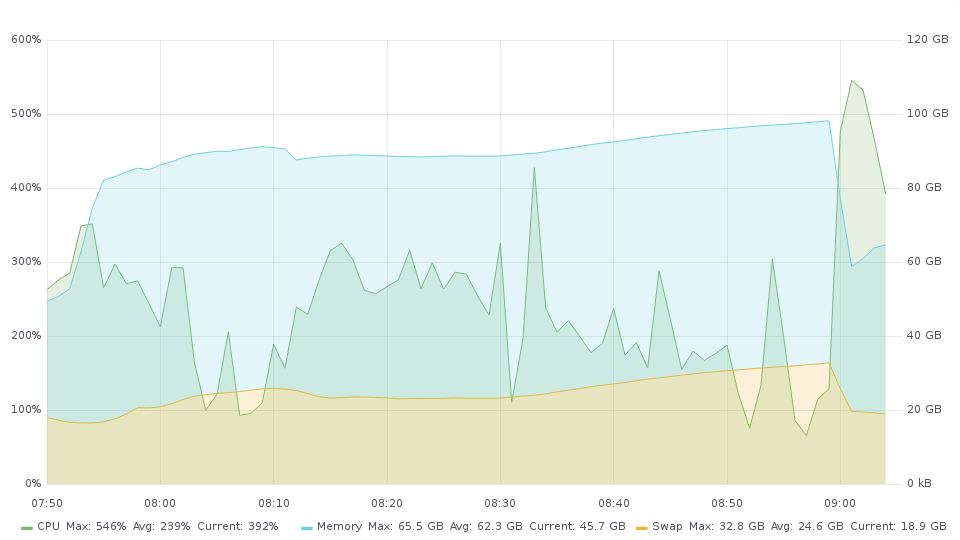 600% 120 GB
500% 100 GB
400% 80 GB
300% 60 GB
200% 40 GB
100% 20 GB
0% 0 kB
07:50 08:00 08:10 08:20 08:30 08:40 08:50 09:00
CPU Max: 546% Avg: 239% Current: 392% Memory Max: 65.5 GB Avg: 62.3 GB Current: 45.7 GB Swap Max: 32.8 GB Avg: 24.6 GB Current: 18.9 GB